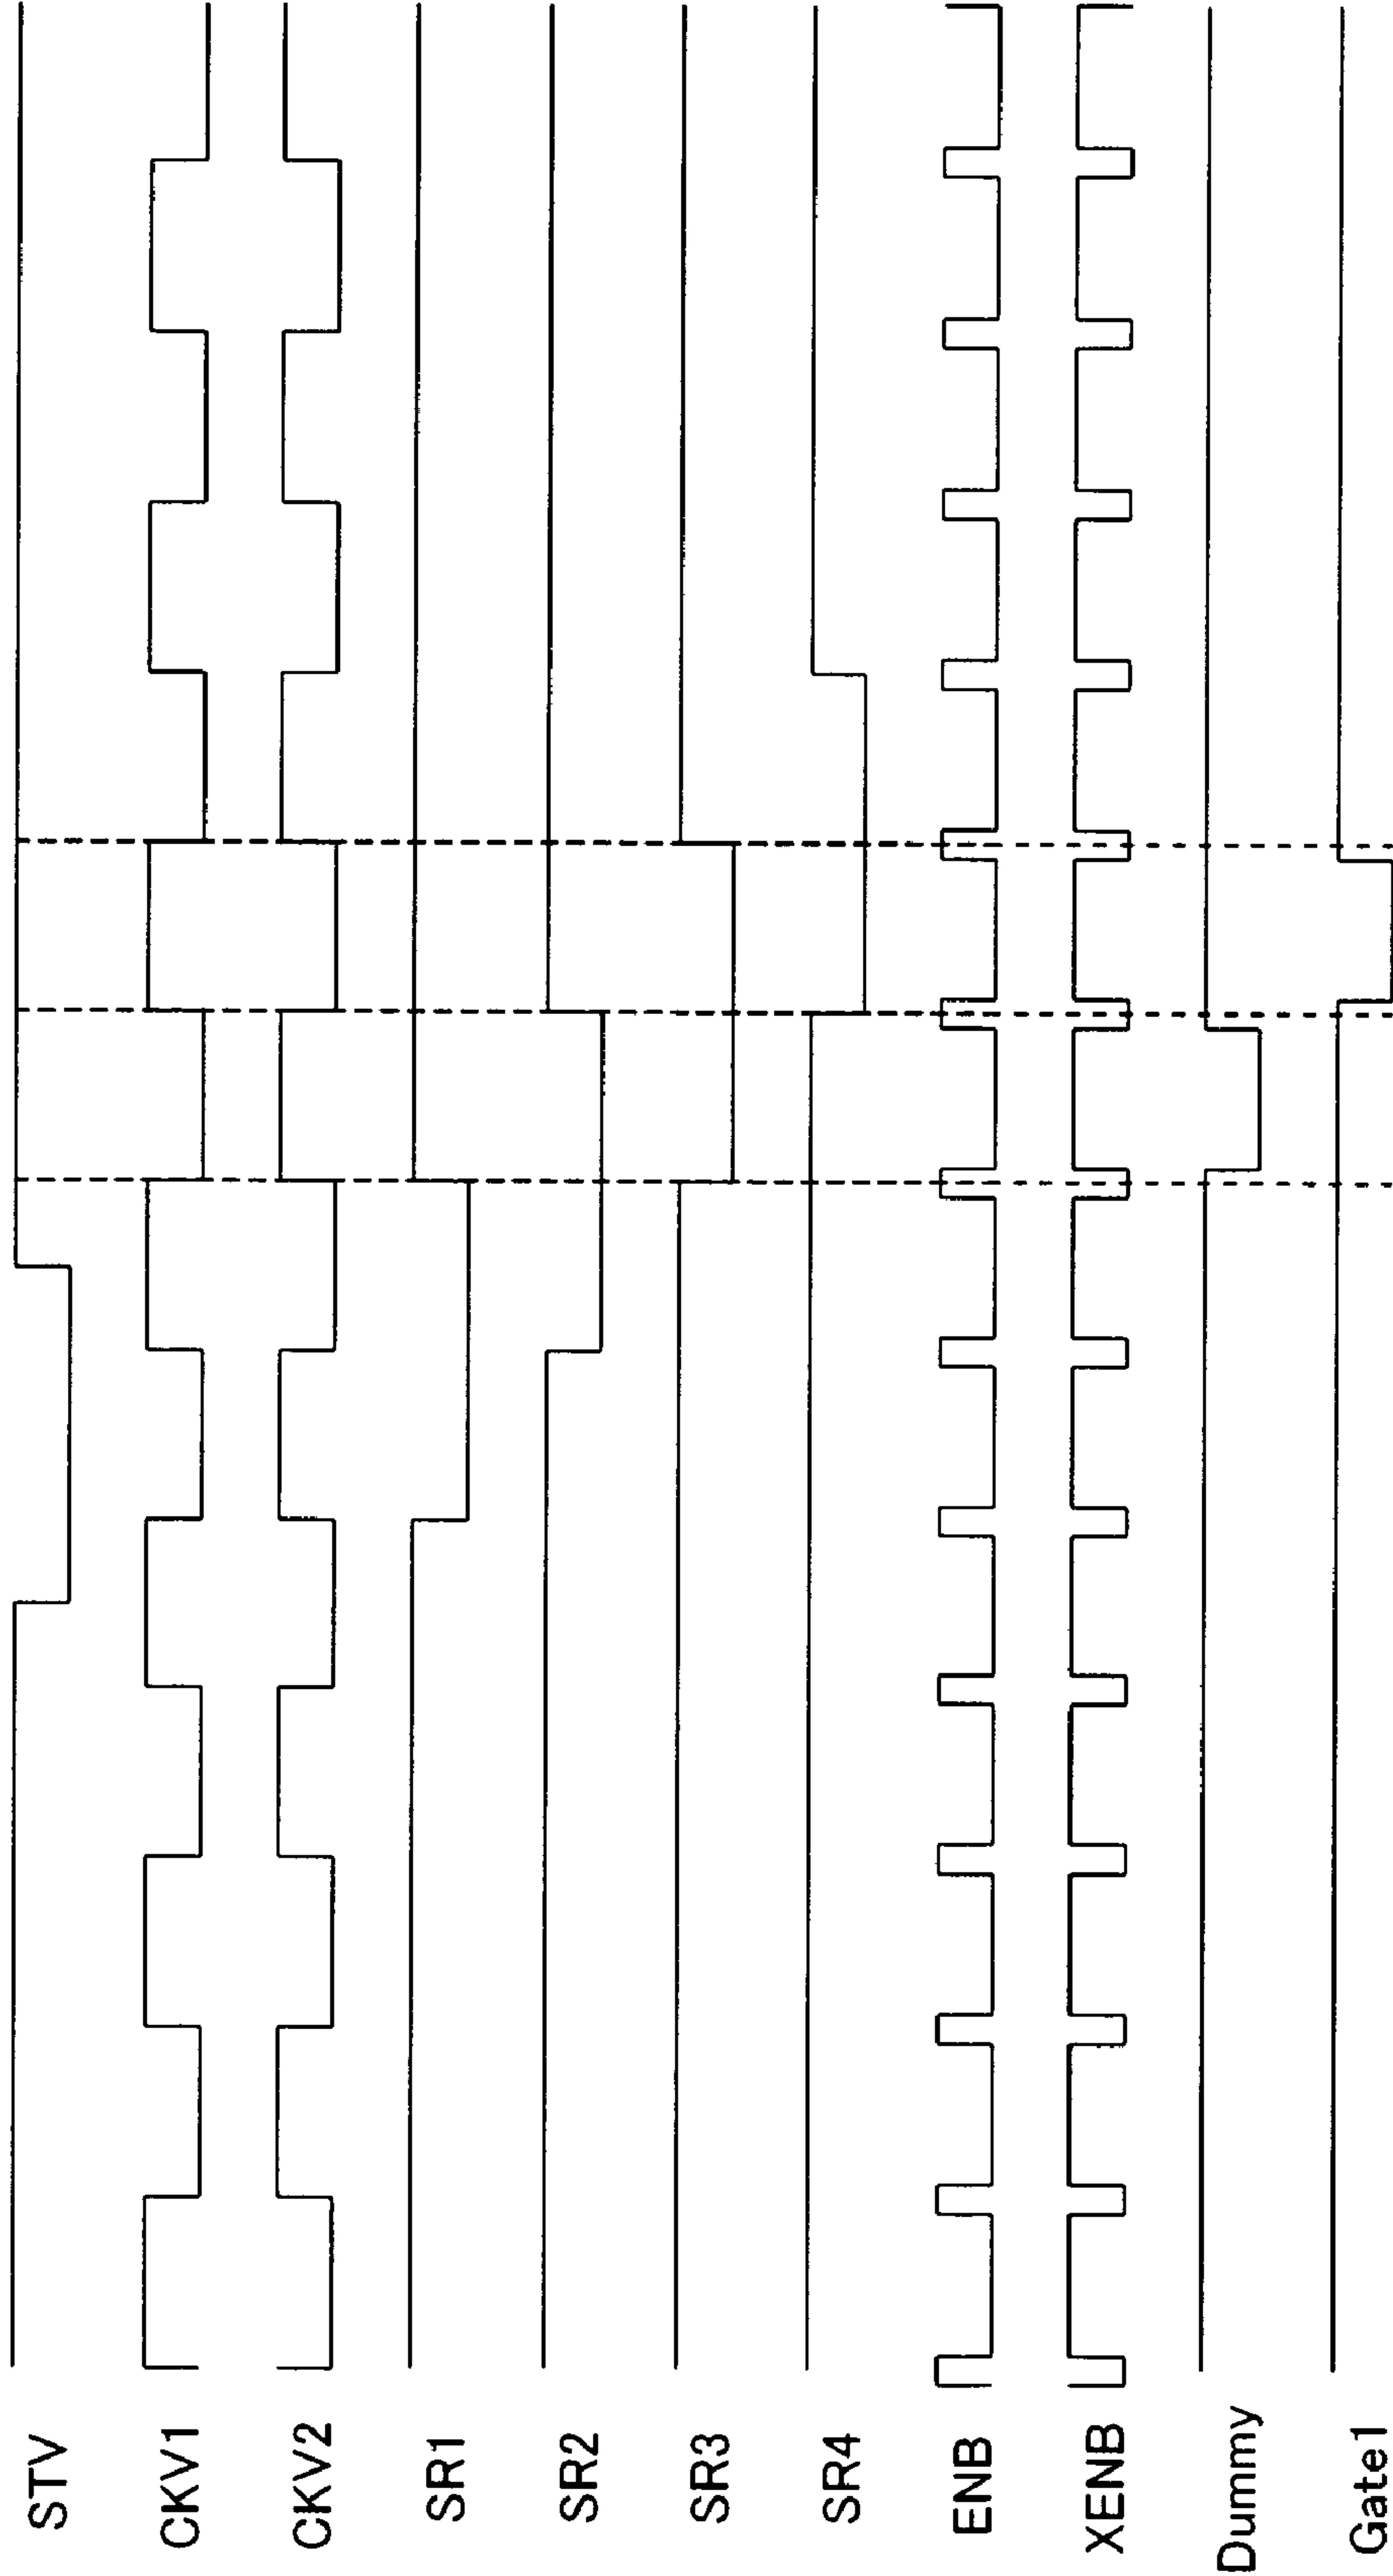 STV
CKV1
CKV2
SR1
SR2
SR3
SR4
ENB
XENB
Dummy
Gate1